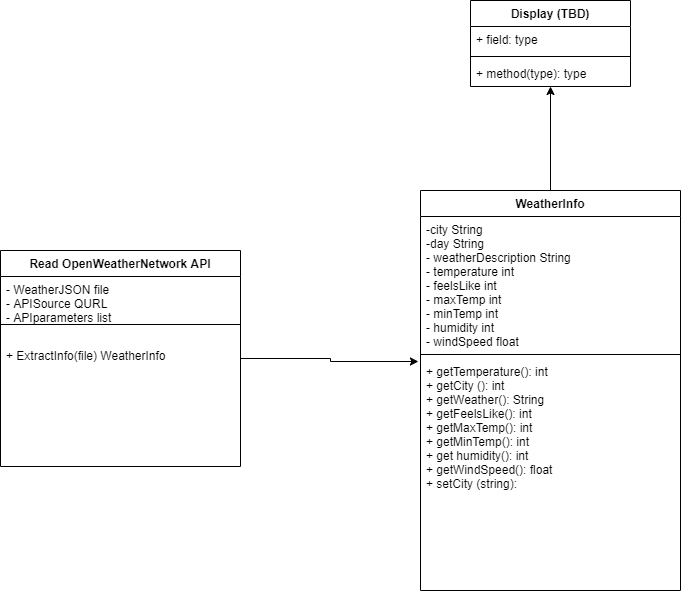 Display (TBD)
+ field: type
+ method(type): type
WeatherInfo
-city String
-day String
- weatherDescription String
- temperature int
- feelsLike int
- maxTemp int
- minTemp int
- humidity int
- windSpeed float
+ getTemperature(): int
+ getCity (): int
+ getWeather(): String
+ getFeelsLike(): int
+ getMaxTemp(): int
+ getMinTemp(): int
+ get humidity(): int
+ getWindSpeed(): float
+ setCity (string):
Read OpenWeatherNetwork API
- WeatherJSON file
- APISource QURL
- APIparameters list
+ ExtractInfo(file) WeatherInfo